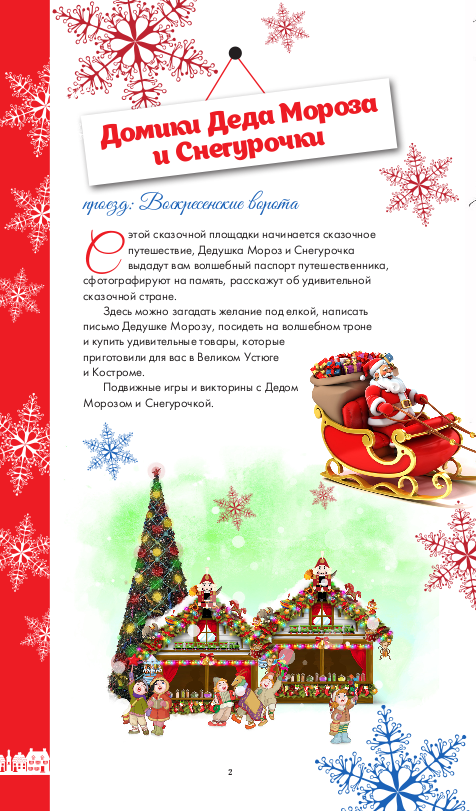 Домики Деда Мороза
и Снегурочки
проезд: Воскресенские ворота
С этой сказочной площадки начинается сказочное
путешествие, Дедушка Мороз и Снегурочка
выдадут вам волшебный паспорт путешественника,
сфотографируют на память, расскажут об удивительной
сказочной стране.
Здесь можно загадать желание под елкой, написать
письмо Дедушке Морозу, посидеть на волшебном троне
и купить удивительные товары, которые
приготовили для вас в Великом Устюге
и Костроме.
Подвижные игры и викторины с Дедом
Морозом и Снегурочкой.
2